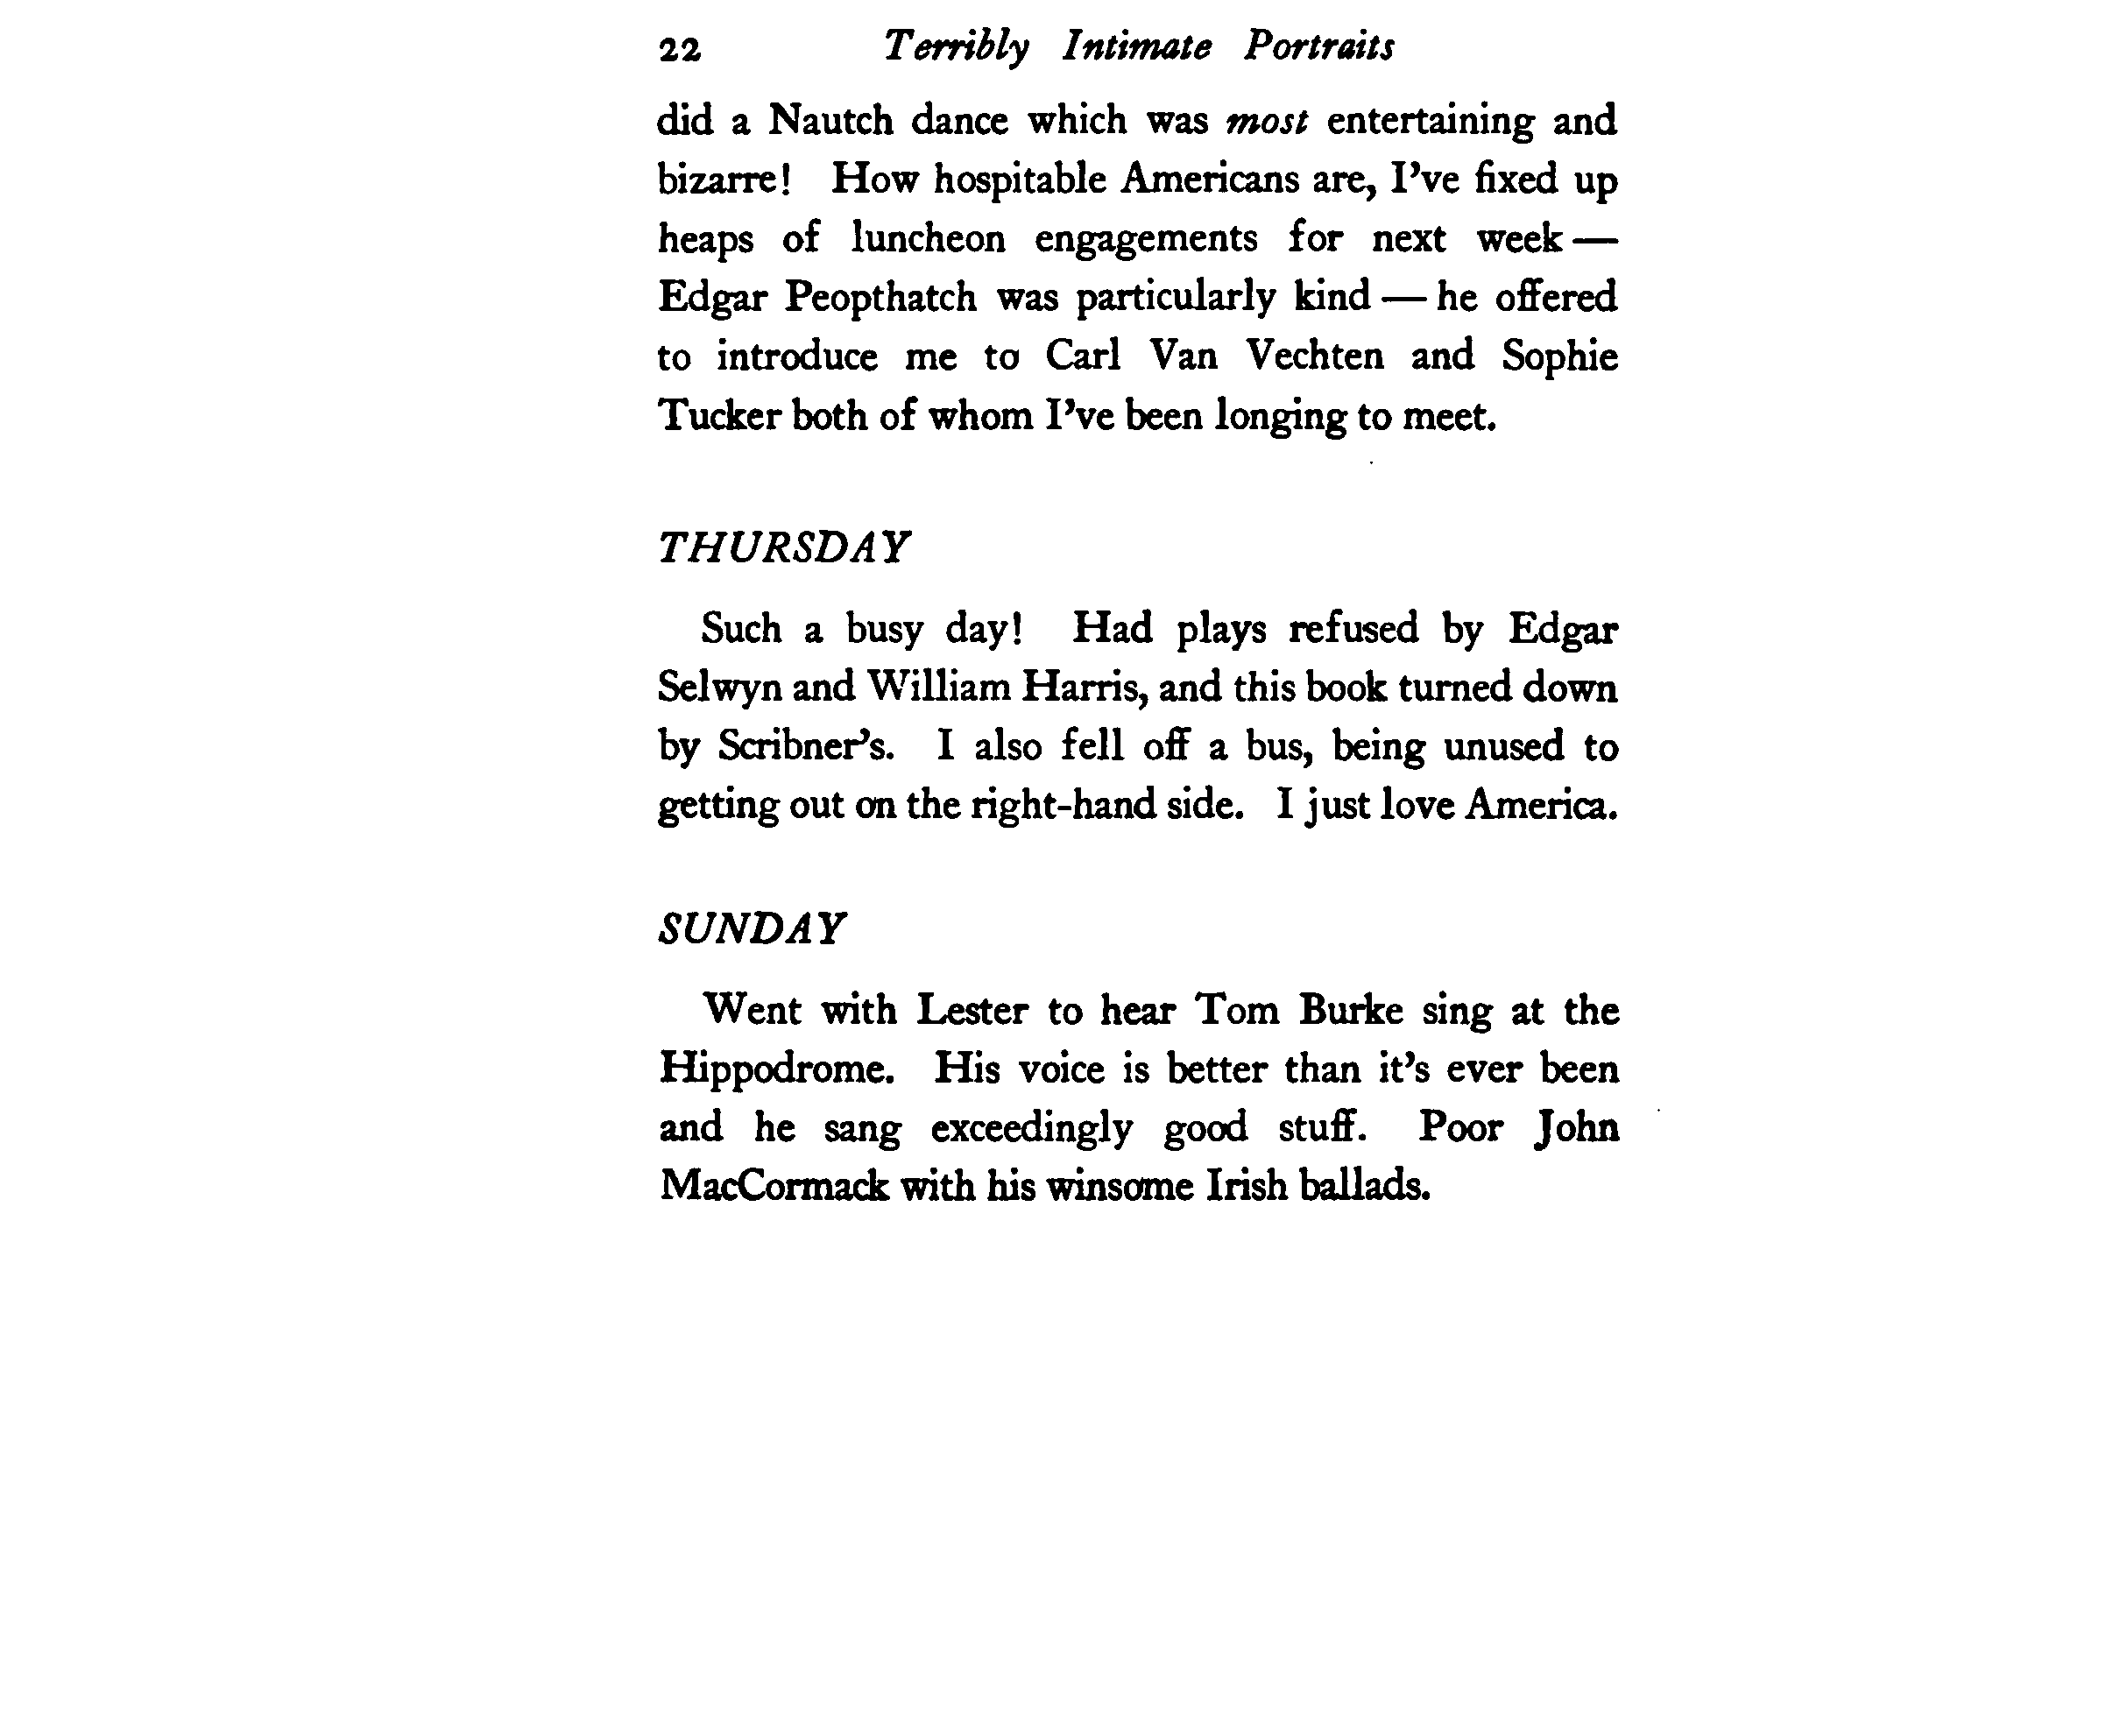 22 Terribly Intimate Portraits
did a Nautch dance which was most entertaining and
bizarre! How hospitable Americans are, I've fixed up
heaps of luncheon engagements for next week —
Edgar Peopthatch was particularly kind — he offered
to introduce me to Carl Van Vechten and Sophie
Tucker both of whom I've been longing to meet.
THURSDAY
Such a busy day! Had plays refused by Edgar
Selwyn and William Harris, and this book turned down
by Scribner's. I also fell off a bus, being unused to
getting out on the right-hand side. I just love America.
SUNDAY
Went with Lester to hear Tom Burke sing at the
Hippodrome. His voice is better than it's ever been
and he sang exceedingly good stuff. Poor John
MacCormack with his winsome Irish ballads.